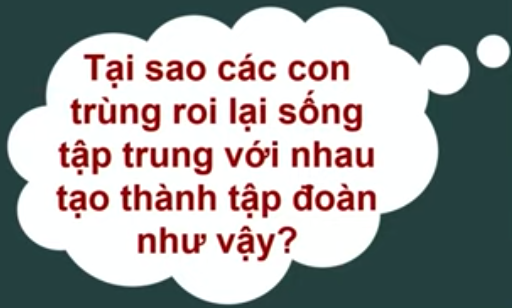 Tại sao các con
trùng roi lại sống
tập trung với nhau
tạo thành tập đoàn
như vậy?